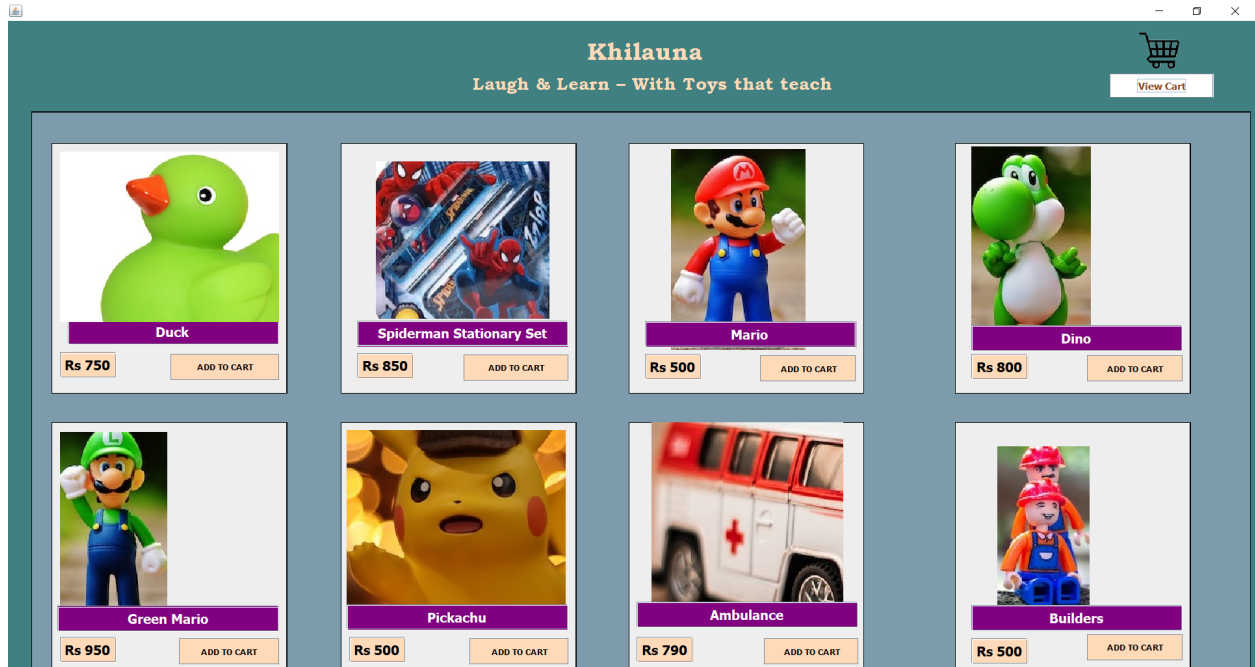 Khilauna
Laugh & Learn – With Toys that teach
View Cart
Duck
Rs 750
ADD TO CART
Spiderman Stationary Set
Rs 850
ADD TO CART
Mario
Rs 500
ADD TO CART
Dino
Rs 800
ADD TO CART
Green Mario
Rs 950
ADD TO CART
Pickachu
Rs 500
ADD TO CART
Ambulance
Rs 790
ADD TO CART
Builders
Rs 500
ADD TO CART